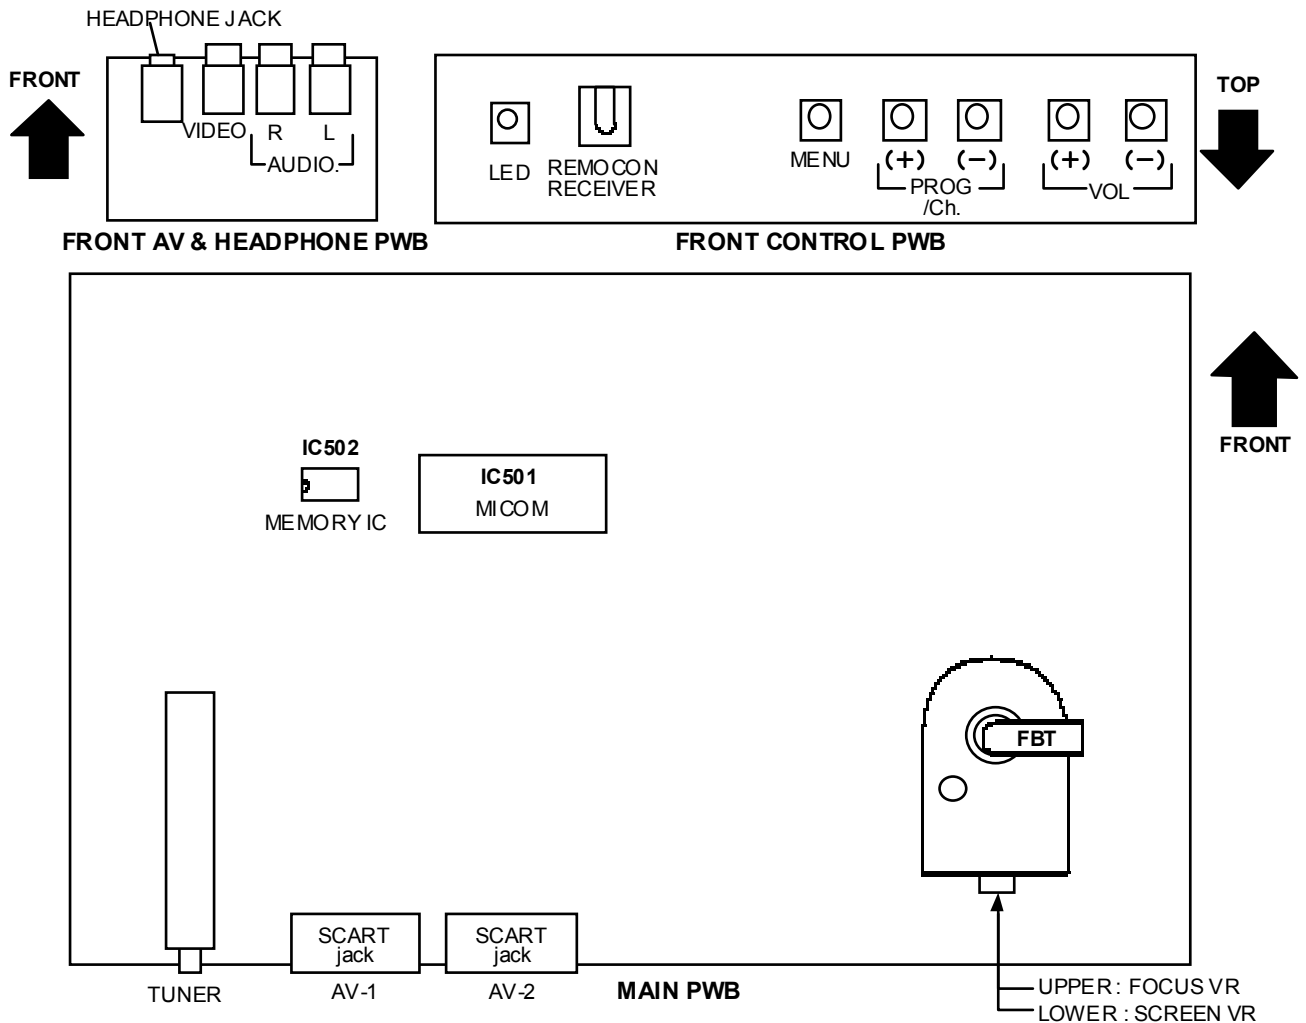 HEADPHONE JACK
FRONT
VIDEO R L
AUDIO.
FRONT AV & HEADPHONE PWB
TOP
LED
REMOCON
RECEIVER
MENU
(+) (-)
PROG
/Ch.
(+) (-)
VOL
FRONT CONTROL PWB
FRONT
IC502
MEMORY IC
IC501
MICOM
FBT
SCART
jack
SCART
jack
TUNER
AV-1
AV-2
MAIN PWB
UPPER : FOCUS VR
LOWER : SCREEN VR